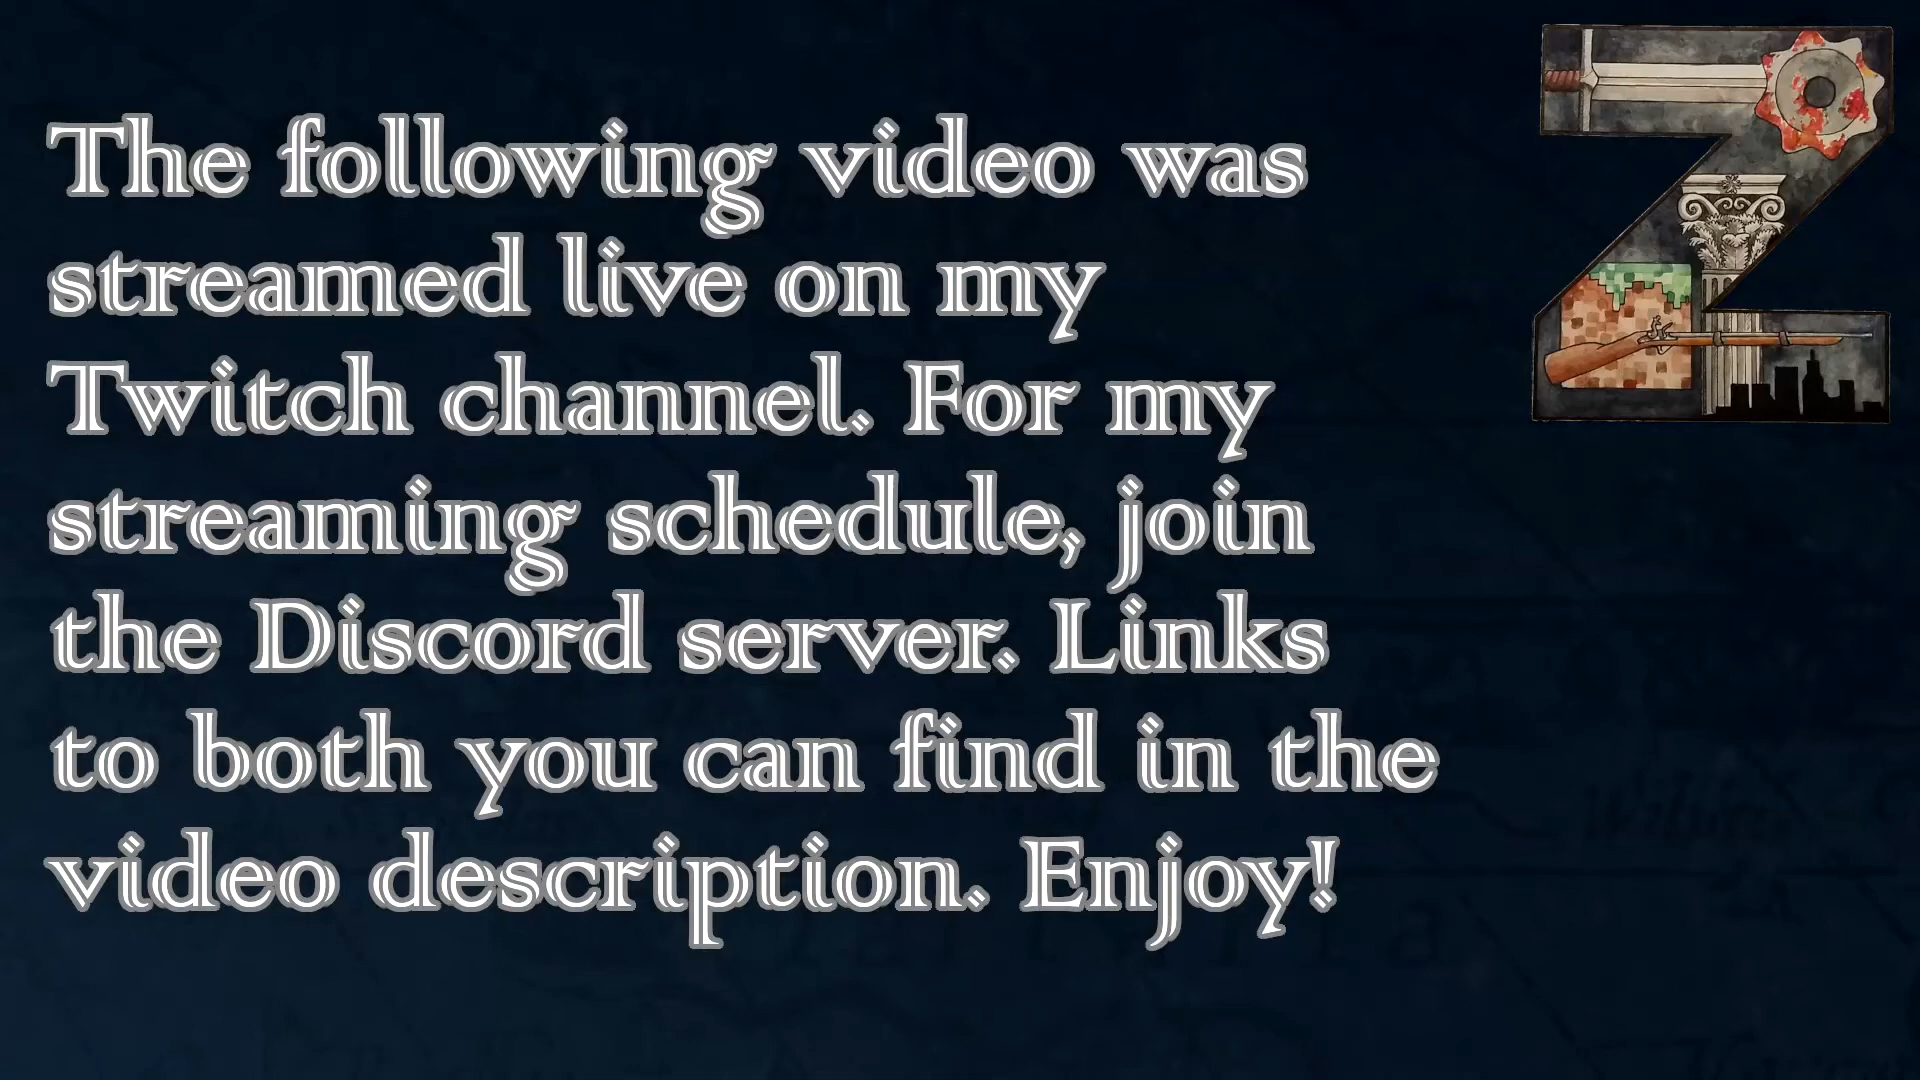 The following video was
streamed live on my
Twitch channel. For my
streaming schedule, join
the Discord server. Links
to both you can find in the
video description. Enjoy!